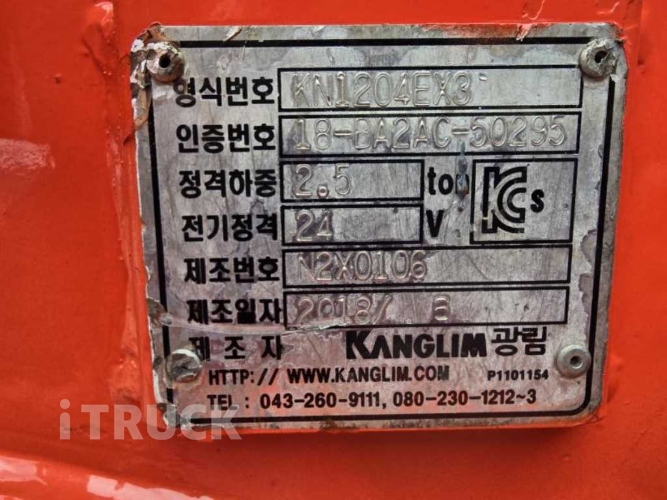 형식번호 KN1204EX3
인증번호 18-BA2AC-50295
정격하중 2.5 ton
전기정격 24 V
KCs
제조번호 N2X0106
제조일자 2018/ 8
제 조 자 KANGLIM 광림
HTTP:// WWW.KANGLIM.COM P1101154
TEL : 043-260-9111, 080-230-1212~3
iTRUCK